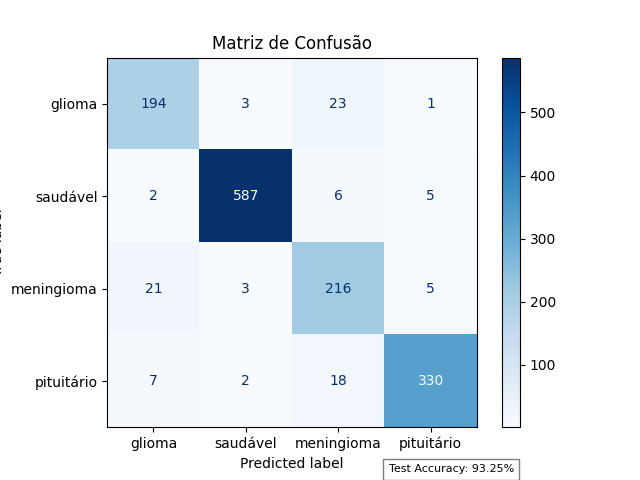 Matriz de Confusão
glioma 194 3 23 1
saudável 2 587 6 5
meningioma 21 3 216 5
pituitário 7 2 18 330
glioma saudável meningioma pituitário
Predicted label
500
400
300
200
100
Test Accuracy: 93.25%